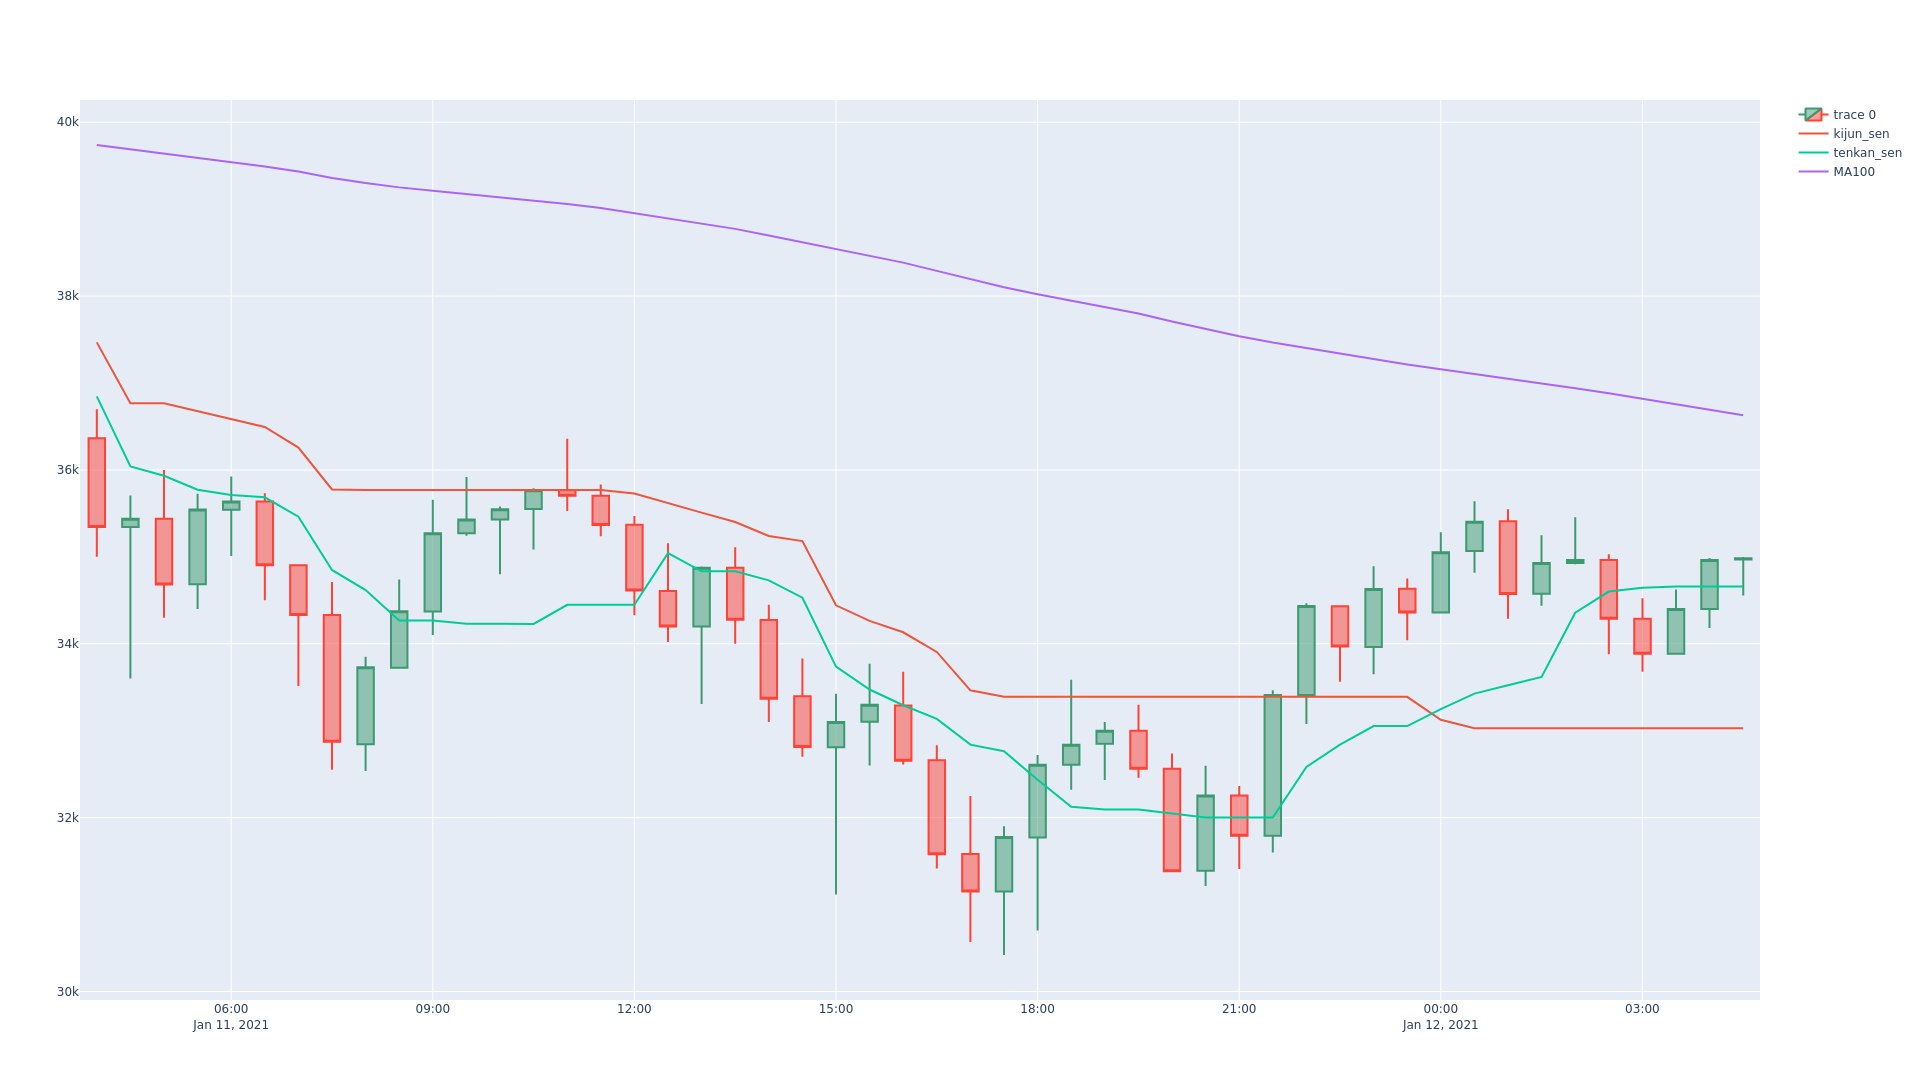 trace 0
kijun_sen
tenkan_sen
MA100
40k
38k
36k
34k
32k
30k
06:00
Jan 11, 2021
09:00
12:00
15:00
18:00
21:00
00:00
Jan 12, 2021
03:00